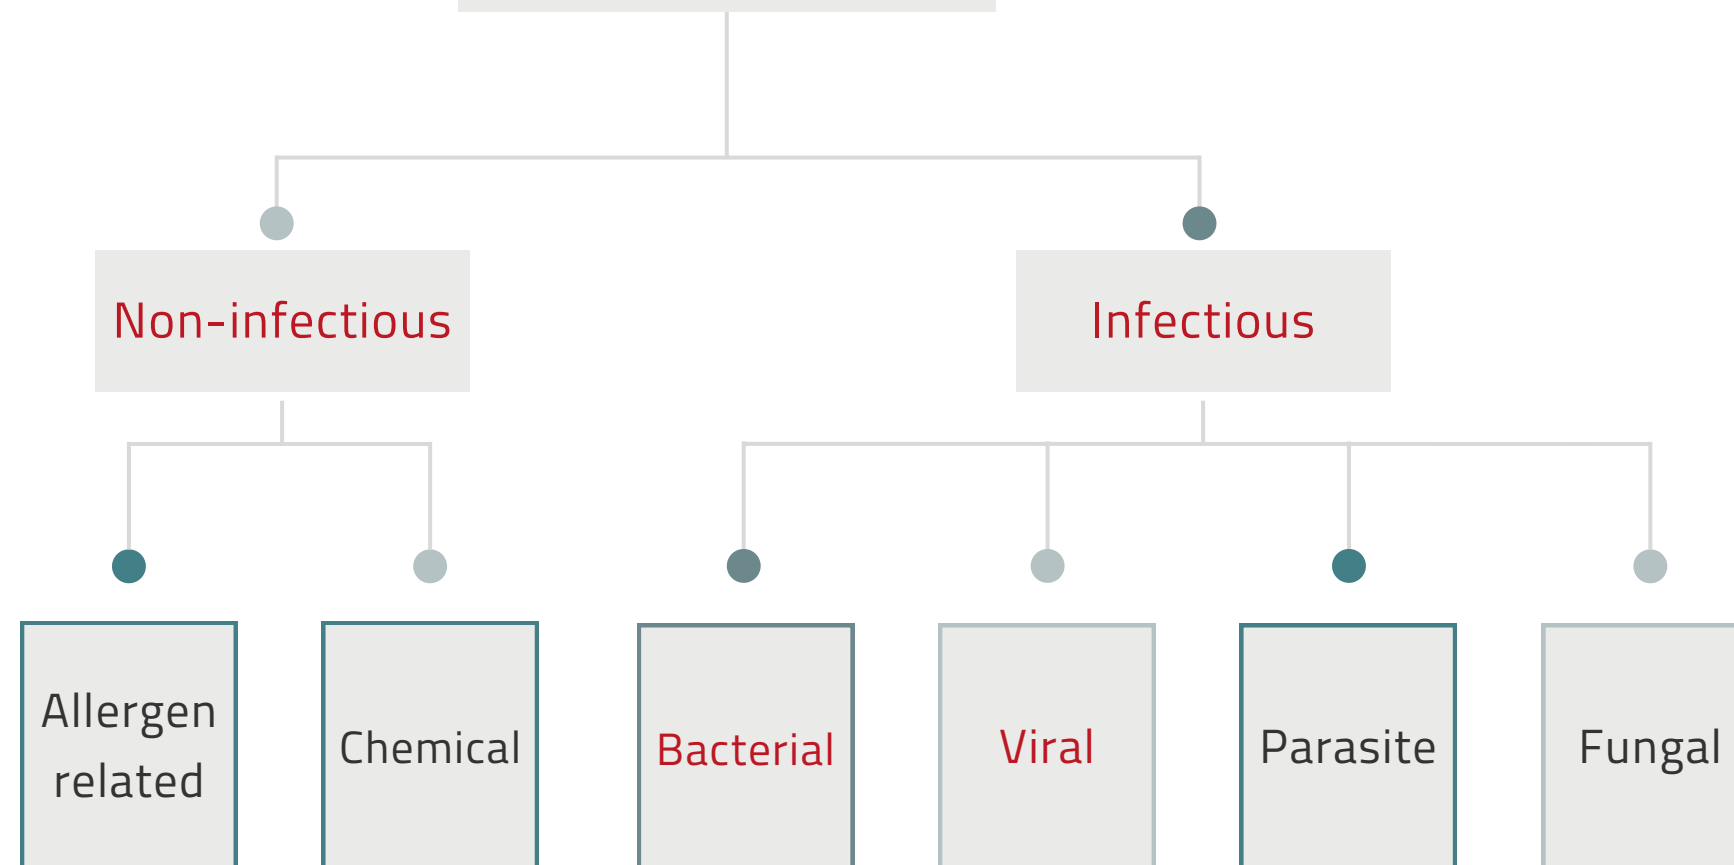 Non-infectious
Infectious
Allergen
related
Chemical
Bacterial
Viral
Parasite
Fungal